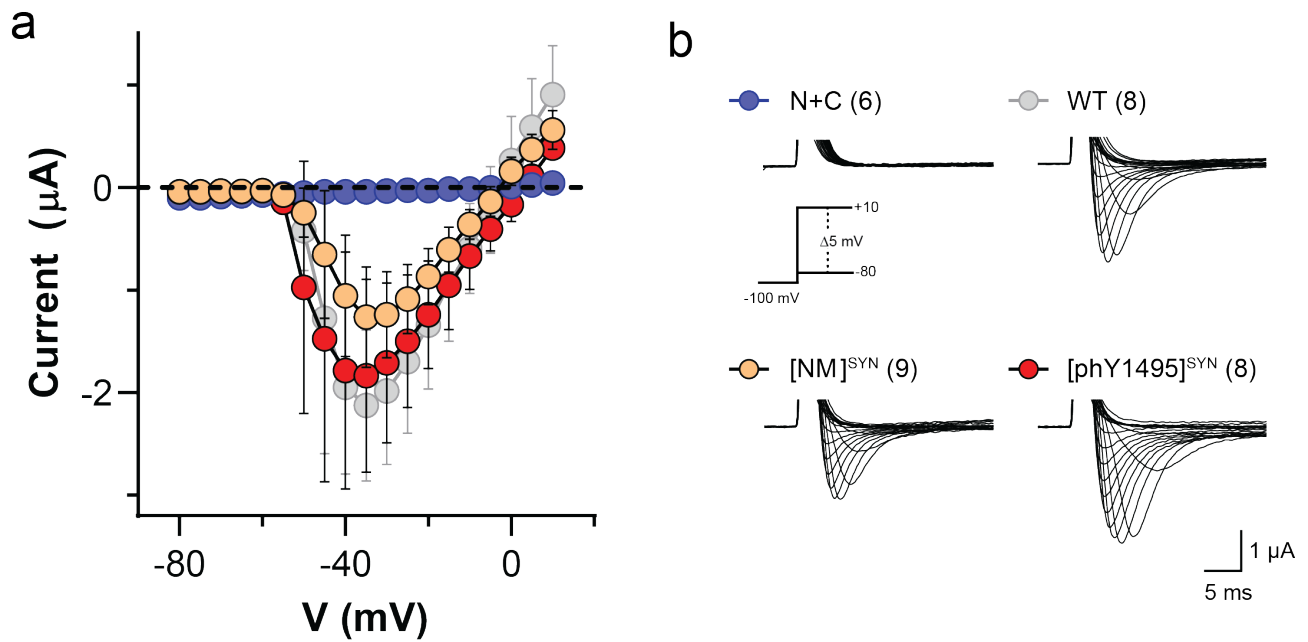 a
Current (μA)
0
-2
-80
-40
0
V (mV)
b
N+C (6)
WT (8)
+10
Δ5 mV
-80
-100 mV
[NM]SYN (9)
[phY1495]SYN (8)
1 μA
5 ms